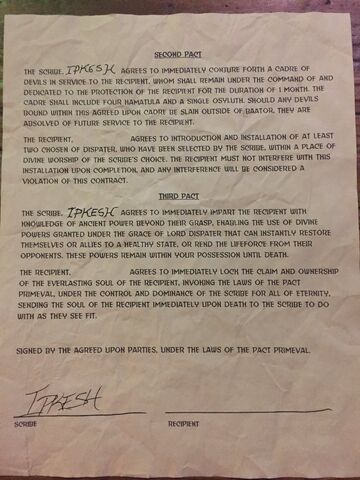 SECOND PACT
THE SCRIBE, IPKESH AGREES TO IMMEDIATELY CONJURE FORTH A CADRE OF
DEVILS IN SERVICE TO THE RECIPIENT, WHOM SHALL REMAIN UNDER THE COMMAND OF AND
DEDICATED TO THE PROTECTION OF THE RECIPIENT FOR THE DURATION OF 1 MONTH. THE
CADRE SHALL INCLUDE FOUR HAMATULA AND A SINGLE OSYLUTH. SHOULD ANY DEVILS
BOUND WITHIN THIS AGREED UPON CADRE BE SLAIN OUTSIDE OF BAATOR, THEY ARE
ABSOLVED OF FUTURE SERVICE TO THE RECIPIENT.
THE RECIPIENT, AGREES TO INTRODUCTION AND INSTALLATION OF AT LEAST
TWO CHOSEN OF DISPATER, WHO HAVE BEEN SELECTED BY THE SCRIBE, WITHIN A PLACE OF
DIVINE WORSHIP OF THE SCRIBE'S CHOICE. THE RECIPIENT MUST NOT INTERFERE WITH THIS
INSTALLATION UPON COMPLETION, AND ANY INTERFERENCE WILL BE CONSIDERED A
VIOLATION OF THIS CONTRACT.
THIRD PACT
THE SCRIBE, IPKESH AGREES TO IMMEDIATELY IMPART THE RECIPIENT WITH
KNOWLEDGE OF ANCIENT POWER BEYOND THEIR GRASP, ENABLING THE USE OF DIVINE
POWERS GRANTED UNDER THE GRACE OF LORD DISPATER THAT CAN INSTANTLY RESTORE
THEMSELVES OR ALLIES TO A HEALTHY STATE, OR REND THE LIFEFORCE FROM THEIR
OPPONENTS. THESE POWERS REMAIN WITHIN YOUR POSSESSION UNTIL DEATH.
THE RECIPIENT, AGREES TO IMMEDIATELY LOCK THE CLAIM AND OWNERSHIP
OF THE EVERLASTING SOUL OF THE RECIPIENT, INVOKING THE LAWS OF THE PACT
PRIMEVAL, UNDER THE CONTROL AND DOMINANCE OF THE SCRIBE FOR ALL OF ETERNITY,
SENDING THE SOUL OF THE RECIPIENT IMMEDIATELY UPON DEATH TO THE SCRIBE TO DO
WITH AS THEY SEE FIT.
SIGNED BY THE AGREED UPON PARTIES, UNDER THE LAWS OF THE PACT PRIMEVAL.
IPKESH
SCRIBE RECIPIENT